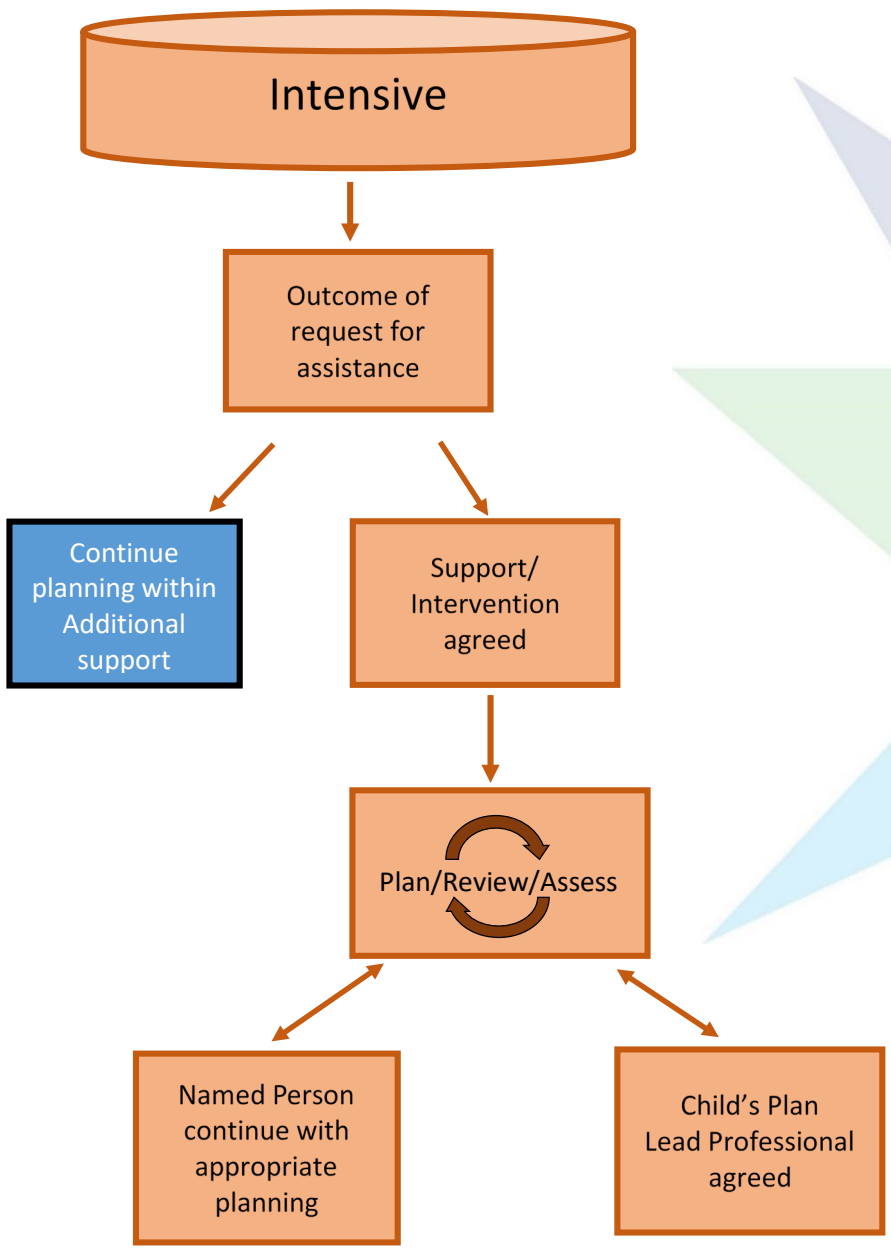 Intensive
Outcome of
request for
assistance
Continue
planning within
Additional
support
Support/
Intervention
agreed
Plan/Review/Assess
Named Person
continue with
appropriate
planning
Child’s Plan
Lead Professional
agreed